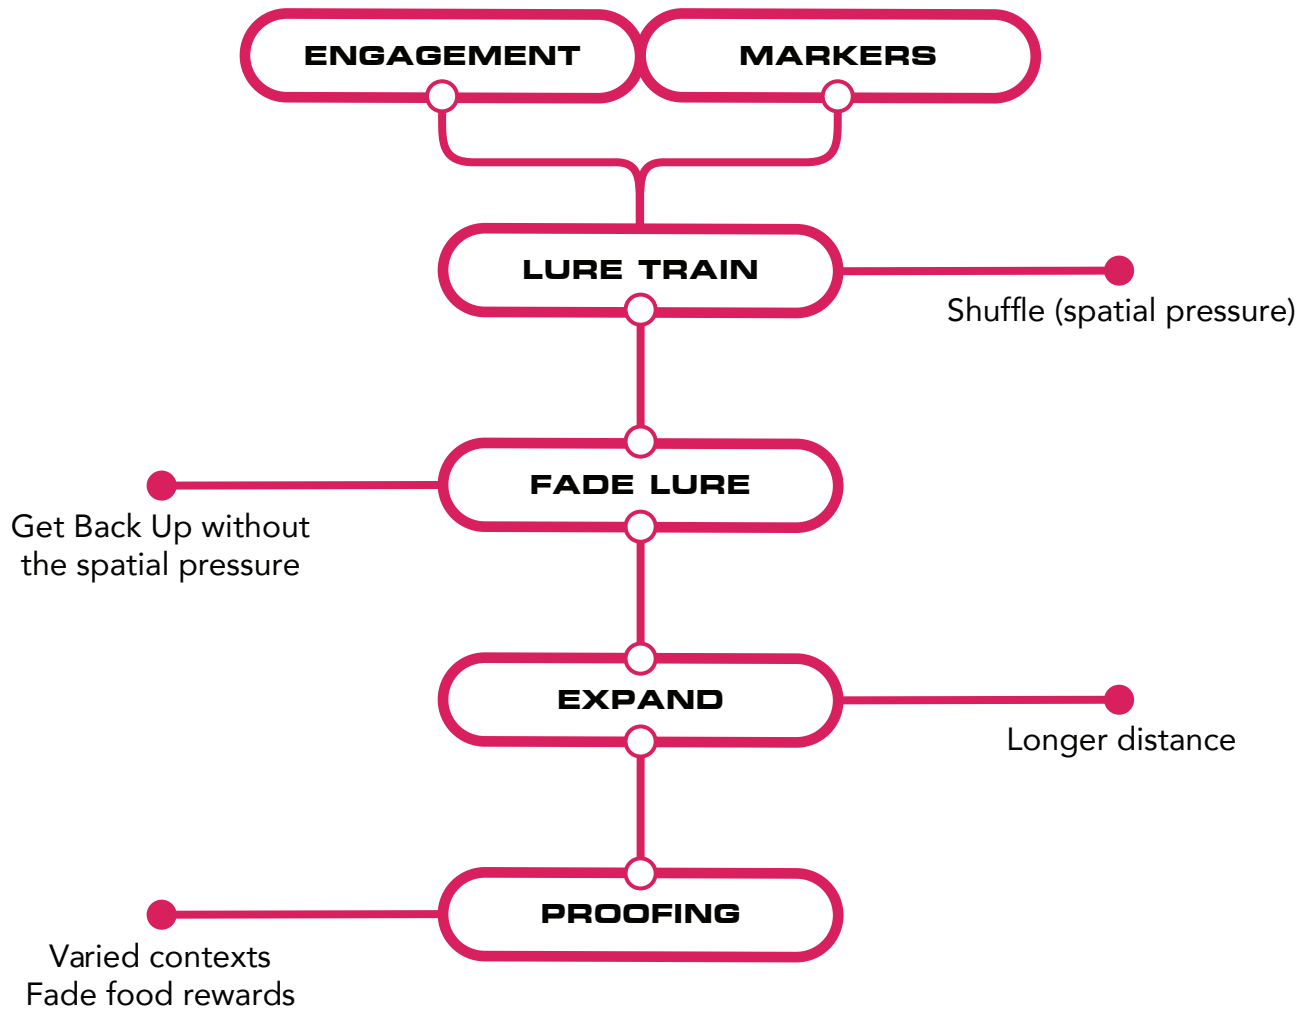 ENGAGEMENT
MARKERS
LURE TRAIN
Shuffle (spatial pressure)
FADE LURE
Get Back Up without
the spatial pressure
EXPAND
Longer distance
PROOFING
Varied contexts
Fade food rewards